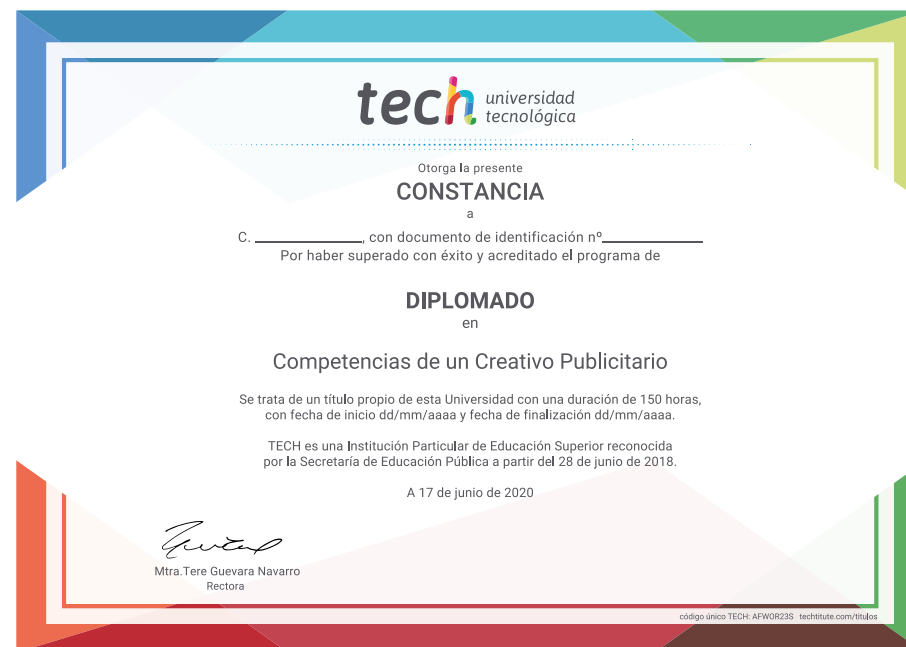 tech universidad
tecnológica
Otorga la presente
CONSTANCIA
a
C. ______________, con documento de identificación nº_____________
Por haber superado con éxito y acreditado el programa de
DIPLOMADO
en
Competencias de un Creativo Publicitario
Se trata de un título propio de esta Universidad con una duración de 150 horas,
con fecha de inicio dd/mm/aaaa y fecha de finalización dd/mm/aaaa.
TECH es una Institución Particular de Educación Superior reconocida
por la Secretaría de Educación Pública a partir del 28 de junio de 2018.
A 17 de junio de 2020
Mtra.Tere Guevara Navarro
Rectora
código único TECH: AFWOR23S techtitute.com/titulos